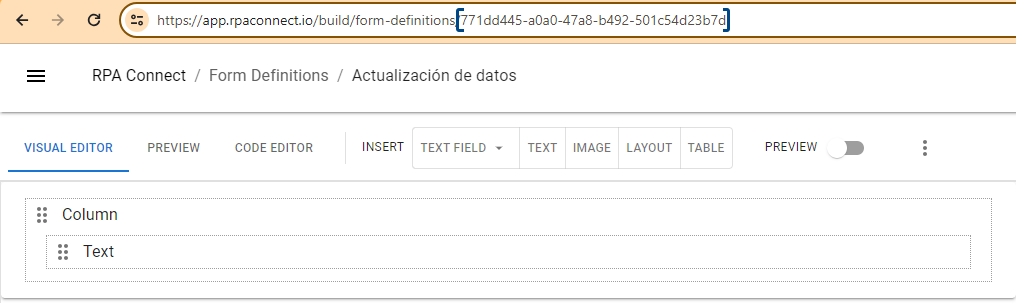 https://app.rpaconnect.io/build/form-definitions/771dd445-a0a0-47a8-b492-501c54d23b7d
RPA Connect / Form Definitions / Actualización de datos
VISUAL EDITOR PREVIEW CODE EDITOR INSERT TEXT FIELD TEXT IMAGE LAYOUT TABLE PREVIEW
Column
Text